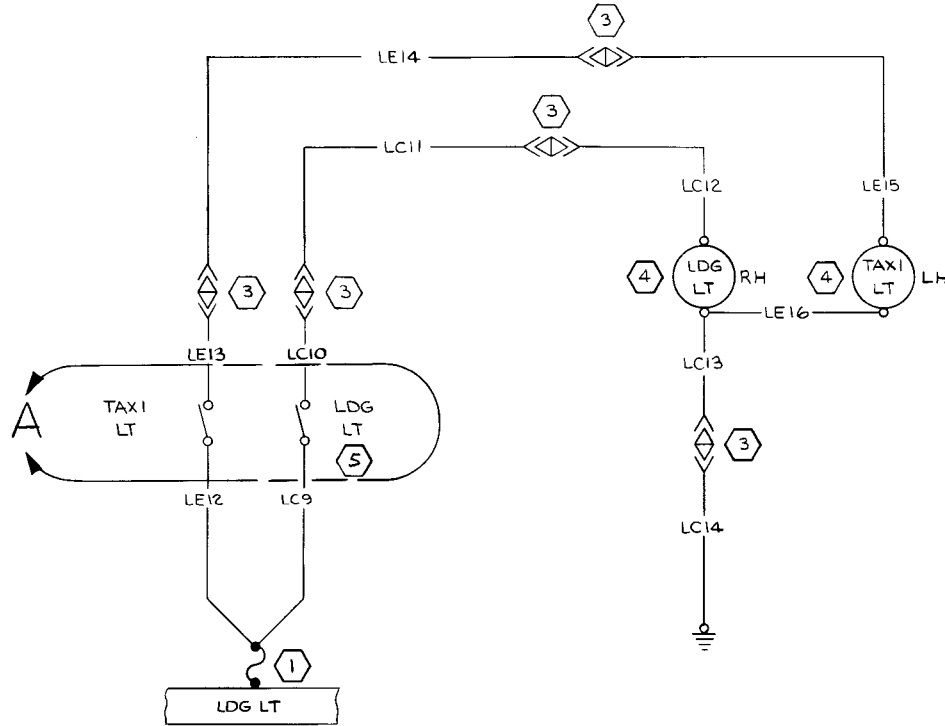 3
LE14
3
LC11
LC12
LE15
3
3
4
LDG
LT
RH
4
TAXI
LT
LH
LE16
LE13
LC10
LC13
A
TAXI
LT
LDG
LT
3
5
LE12
LC9
LC14
1
LDG LT